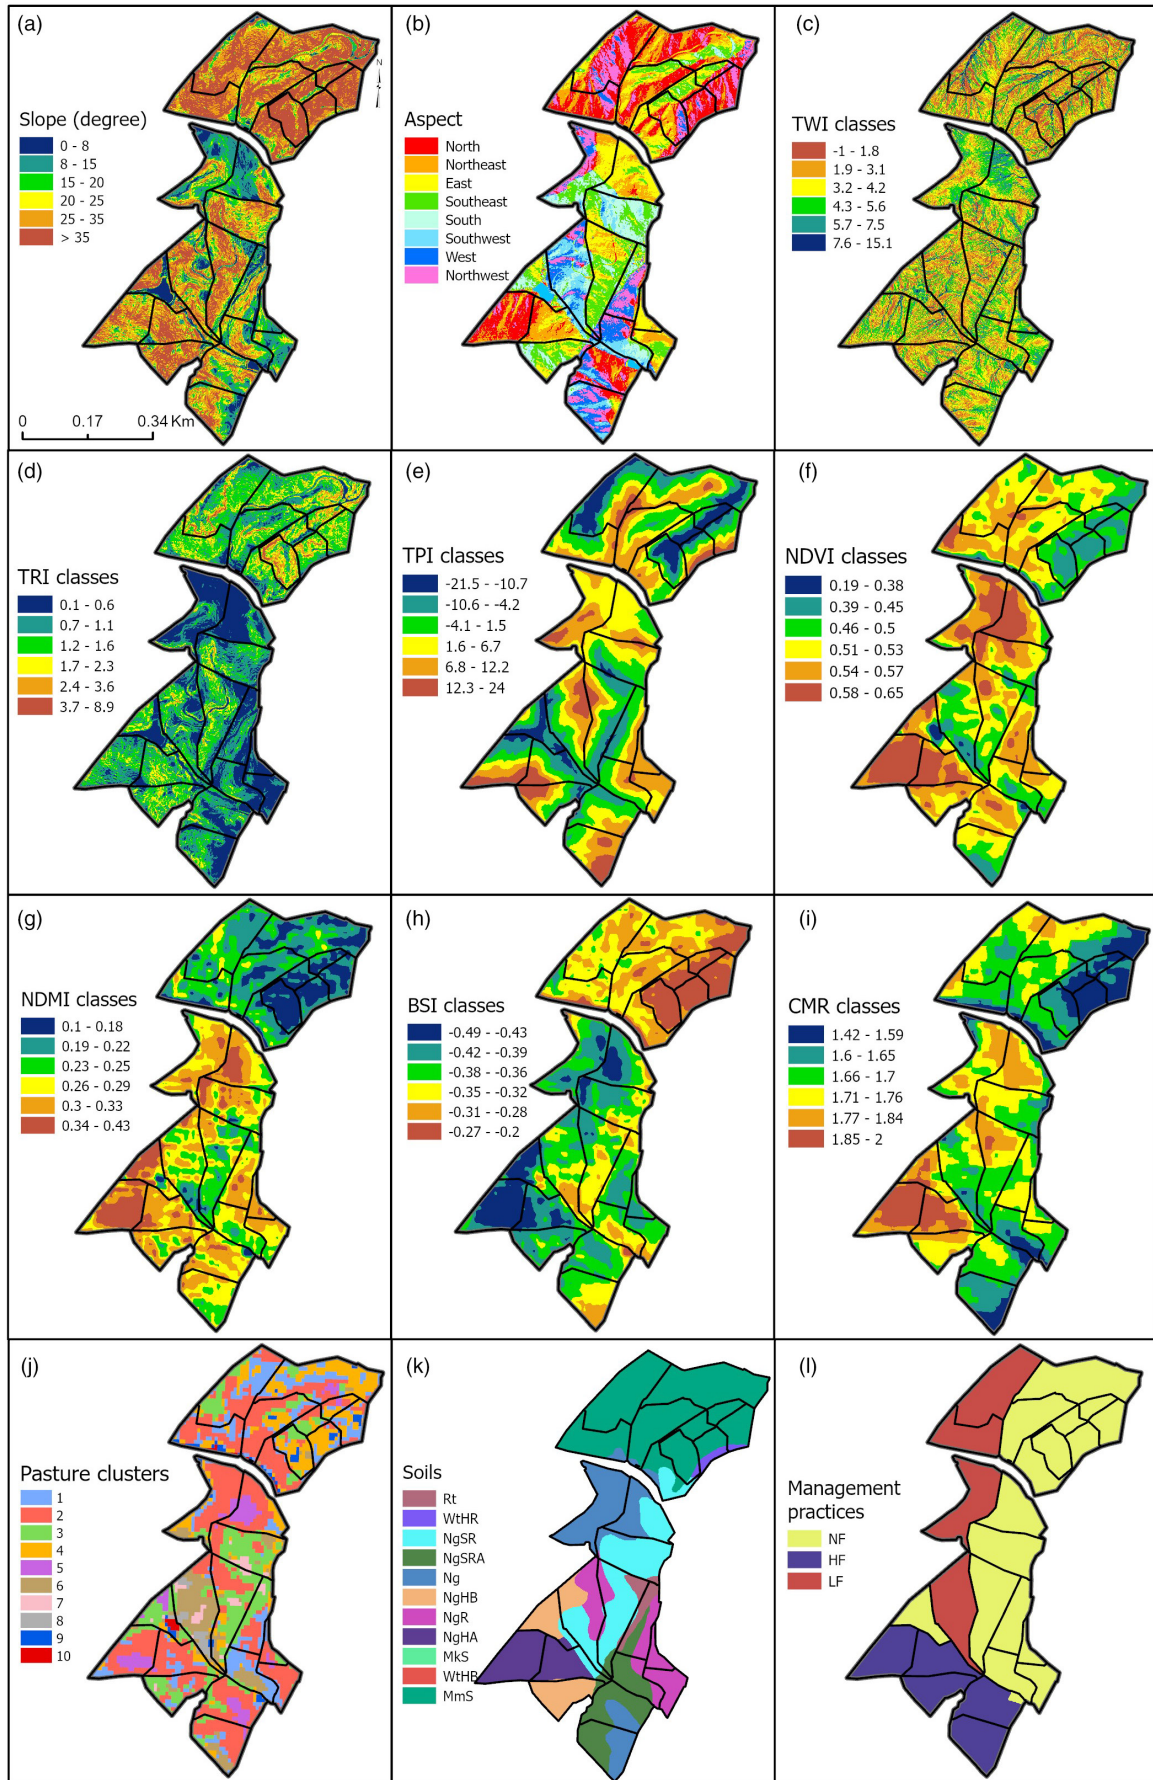 (a)
N
Slope (degree)
0 - 8
8 - 15
15 - 20
20 - 25
25 - 35
> 35
0 0.17 0.34 Km
(b)
Aspect
North
Northeast
East
Southeast
South
Southwest
West
Northwest
(c)
TWI classes
-1 - 1.8
1.9 - 3.1
3.2 - 4.2
4.3 - 5.6
5.7 - 7.5
7.6 - 15.1
(d)
TRI classes
0.1 - 0.6
0.7 - 1.1
1.2 - 1.6
1.7 - 2.3
2.4 - 3.6
3.7 - 8.9
(e)
TPI classes
-21.5 - -10.7
-10.6 - -4.2
-4.1 - 1.5
1.6 - 6.7
6.8 - 12.2
12.3 - 24
(f)
NDVI classes
0.19 - 0.38
0.39 - 0.45
0.46 - 0.5
0.51 - 0.53
0.54 - 0.57
0.58 - 0.65
(g)
NDMI classes
0.1 - 0.18
0.19 - 0.22
0.23 - 0.25
0.26 - 0.29
0.3 - 0.33
0.34 - 0.43
(h)
BSI classes
-0.49 - -0.43
-0.42 - -0.39
-0.38 - -0.36
-0.35 - -0.32
-0.31 - -0.28
-0.27 - -0.2
(i)
CMR classes
1.42 - 1.59
1.6 - 1.65
1.66 - 1.7
1.71 - 1.76
1.77 - 1.84
1.85 - 2
(j)
Pasture clusters
1
2
3
4
5
6
7
8
9
10
(k)
Soils
Rt
WtHR
NgSR
NgSRA
Ng
NgHB
NgR
NgHA
MkS
WtHB
MmS
(l)
Management
practices
NF
HF
LF